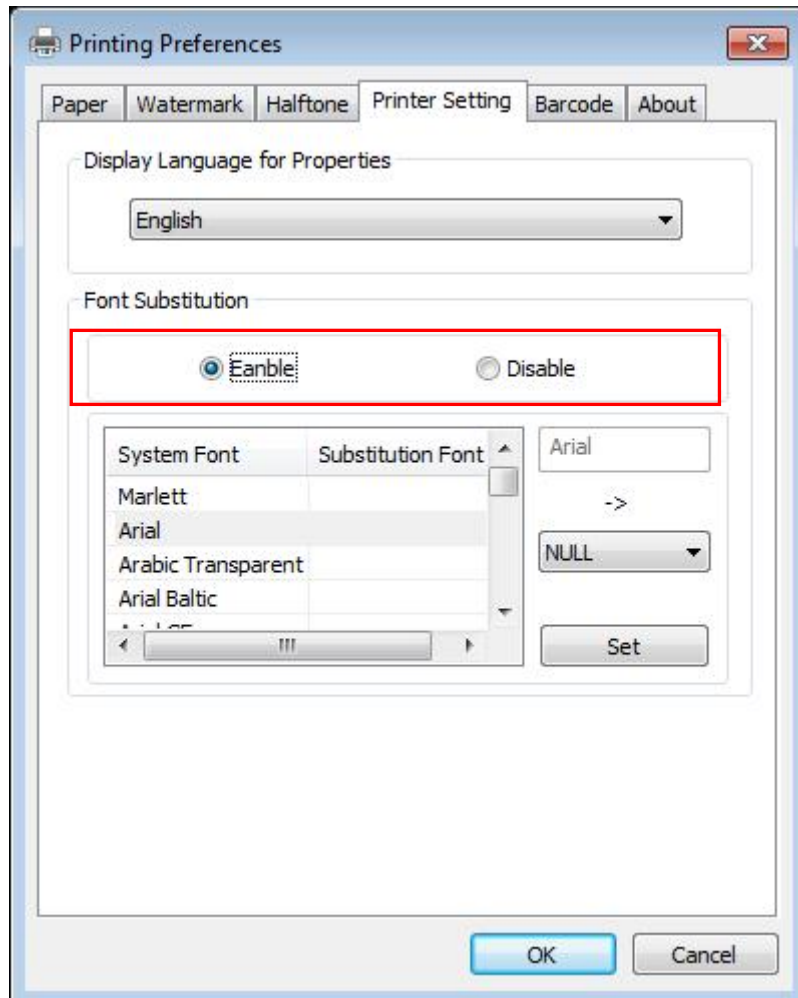 Printing Preferences
Paper Watermark Halftone Printer Setting Barcode About
Display Language for Properties
English
Font Substitution
Eanble Disable
System Font Substitution Font Arial
Marlett
->
Arial
NULL
Arabic Transparent
Arial Baltic
Set
OK Cancel